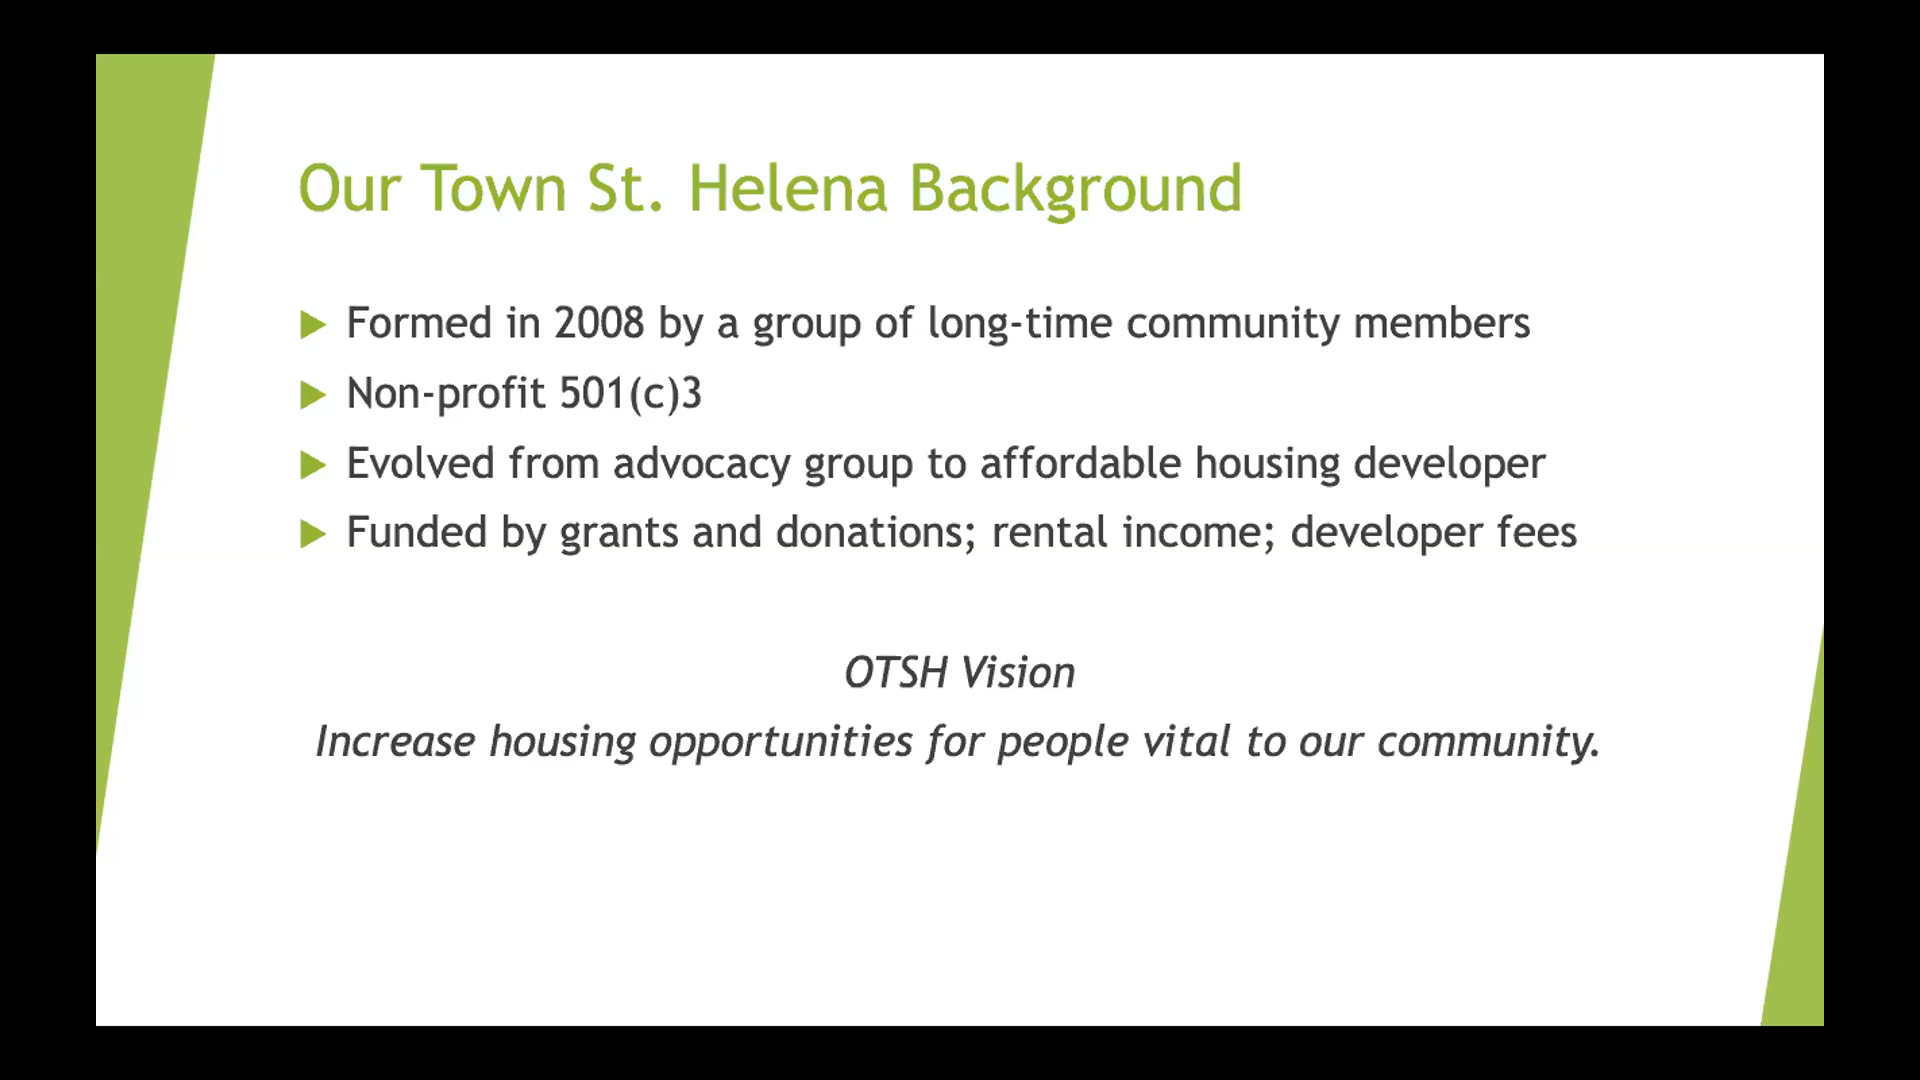 Our Town St. Helena Background
Formed in 2008 by a group of long-time community members
Non-profit 501(c)3
Evolved from advocacy group to affordable housing developer
Funded by grants and donations; rental income; developer fees
OTSH Vision
Increase housing opportunities for people vital to our community.